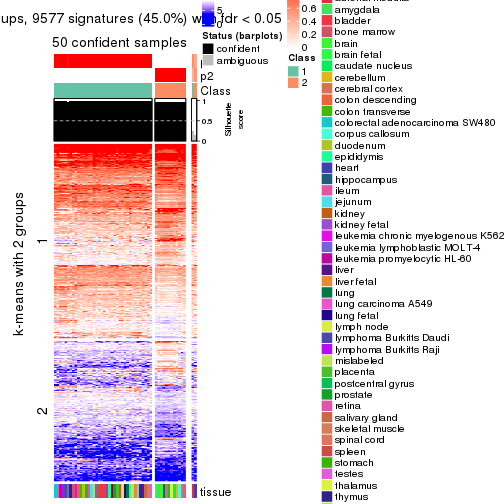 ups, 9577 signatures (45.0%) w fdr < 0.05
50 confident samples
p2
Class
1
0.5
0
Silhouette
score
k-means with 2 groups
1
2
tissue
0
Status (barplots)
confident
ambiguous
0.6
0.4
0.2
0
Class
1
2
amygdala
bladder
bone marrow
brain
brain fetal
caudate nucleus
cerebellum
cerebral cortex
colon descending
colon transverse
colorectal adenocarcinoma SW480
corpus callosum
duodenum
epididymis
heart
hippocampus
ileum
jejunum
kidney
kidney fetal
leukemia chronic myelogenous K562
leukemia lymphoblastic MOLT-4
leukemia promyelocytic HL-60
liver
liver fetal
lung
lung carcinoma A549
lung fetal
lymph node
lymphoma Burkitts Daudi
lymphoma Burkitts Raji
mislabeled
placenta
postcentral gyrus
prostate
retina
salivary gland
skeletal muscle
spinal cord
spleen
stomach
testes
thalamus
thymus